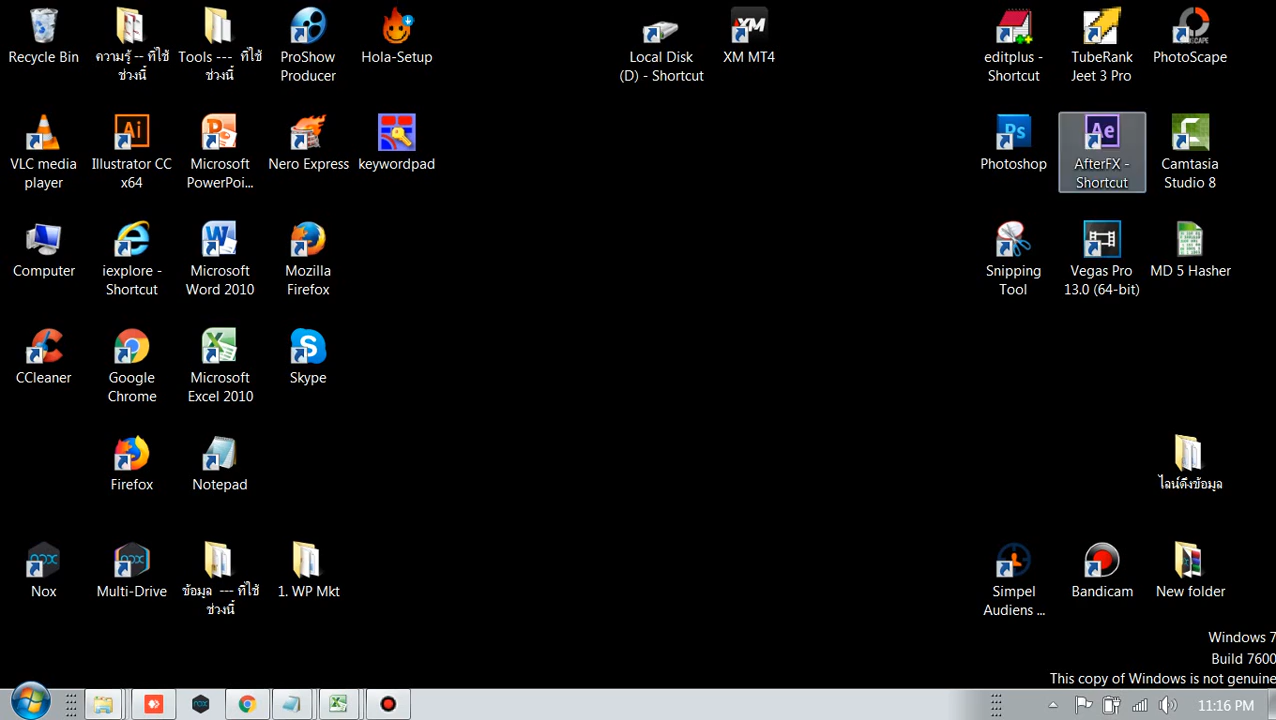 Recycle Bin
ความรู้ -- ที่ใช้
ช่วงนี้
Tools --- ที่ใช้
ช่วงนี้
ProShow
Producer
Hola-Setup
Local Disk
(D) - Shortcut
XM MT4
editplus -
Shortcut
TubeRank
Jeet 3 Pro
PhotoScape
VLC media
player
Illustrator CC
x64
Microsoft
PowerPoi...
Nero Express
keywordpad
Photoshop
AfterFX -
Shortcut
Camtasia
Studio 8
Computer
iexplore -
Shortcut
Microsoft
Word 2010
Mozilla
Firefox
Snipping
Tool
Vegas Pro
13.0 (64-bit)
MD 5 Hasher
CCleaner
Google
Chrome
Microsoft
Excel 2010
Skype
Firefox
Notepad
ไลน์ดึงข้อมูล
Nox
Multi-Drive
ข้อมูล --- ที่ใช้
ช่วงนี้
1. WP Mkt
Simpel
Audiens ...
Bandicam
New folder
Windows 7
Build 7600
This copy of Windows is not genuine
11:16 PM